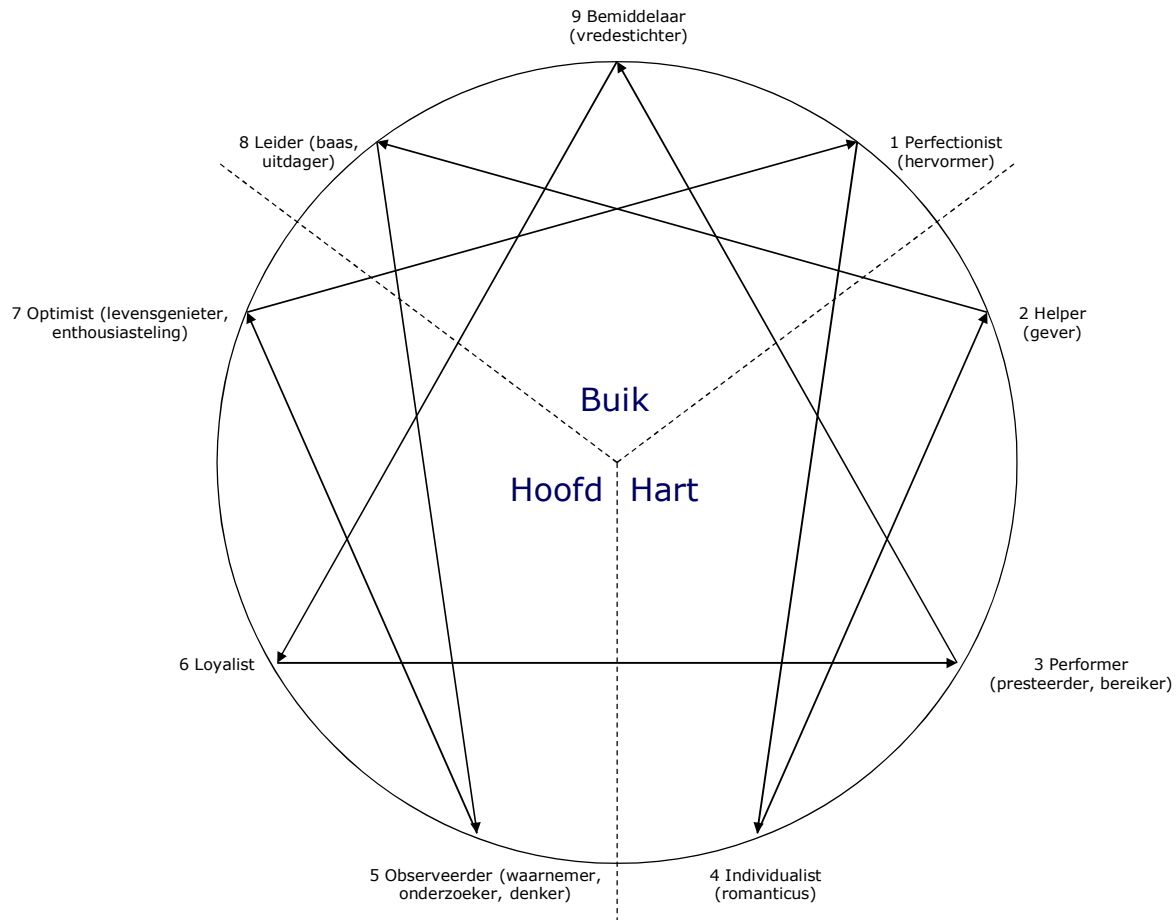 9 Bemiddelaar
(vredestichter)
8 Leider (baas,
uitdager)
1 Perfectionist
(hervormer)
7 Optimist (levensgenieter,
enthousiasteling)
2 Helper
(gever)
Buik
Hoofd
Hart
6 Loyalist
3 Performer
(presteerder, bereiker)
5 Observeerder (waarnemer,
onderzoeker, denker)
4 Individualist
(romanticus)